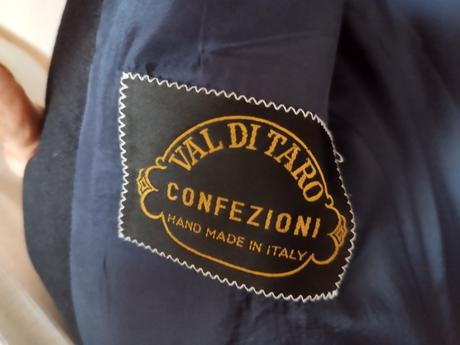 VAL DI TARO
CONFEZIONI
HAND MADE IN ITALY